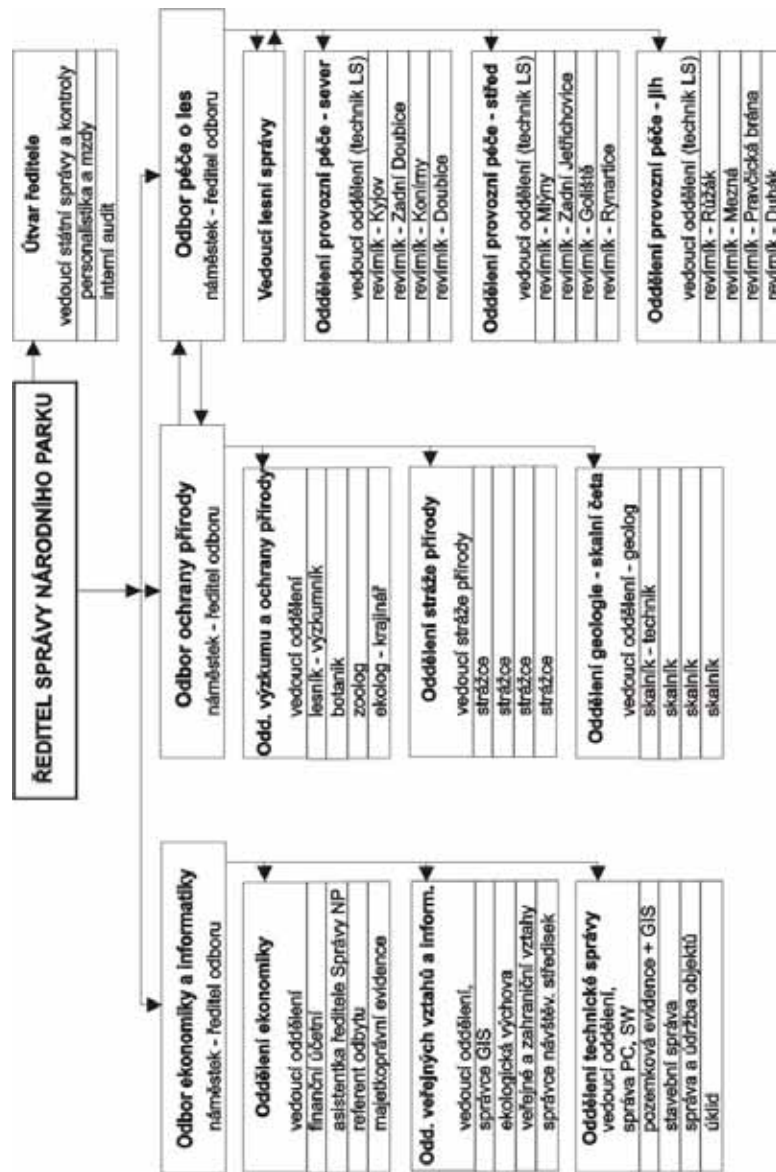 ŘEDITEL SPRÁVY NÁRODNÍHO PARKU
Útvar ředitele
vedoucí státní správy a kontroly
personalistika a mzdy
interní audit
Odbor ekonomiky a informatiky
náměstek - ředitel odboru
Oddělení ekonomiky
vedoucí oddělení
finanční účetní
asistentka ředitele Správy NP
referent odbytu
majetkoprávní evidence
Odd. veřejných vztahů a inform.
vedoucí oddělení,
správce GIS
ekologická výchova
veřejné a zahraniční vztahy
správce návštěv. středisek
Oddělení technické správy
vedoucí oddělení,
správa PC, SW
pozemková evidence + GIS
stavební správa
správa a údržba objektů
úklid
Odbor ochrany přírody
náměstek - ředitel odboru
Odd. výzkumu a ochrany přírody
vedoucí oddělení
lesník - výzkumník
botanik
zoolog
ekolog - krajinář
Oddělení stráže přírody
vedoucí stráže přírody
strážce
strážce
strážce
strážce
Oddělení geologie - skalní četa
vedoucí oddělení - geolog
skalník - technik
skalník
skalník
skalník
Odbor péče o les
náměstek - ředitel odboru
Vedoucí lesní správy
Oddělení provozní péče - sever
vedoucí oddělení (technik LS)
revírník - Kyjov
revírník - Zadní Doubice
revírník - Konírny
revírník - Doubice
Oddělení provozní péče - střed
vedoucí oddělení (technik LS)
revírník - Mlýny
revírník - Zadní Jetřichovice
revírník - Goliště
revírník - Rynartice
Oddělení provozní péče - jih
vedoucí oddělení (technik LS)
revírník - Růžák
revírník - Mezná
revírník - Pravčická brána
revírník - Dubák